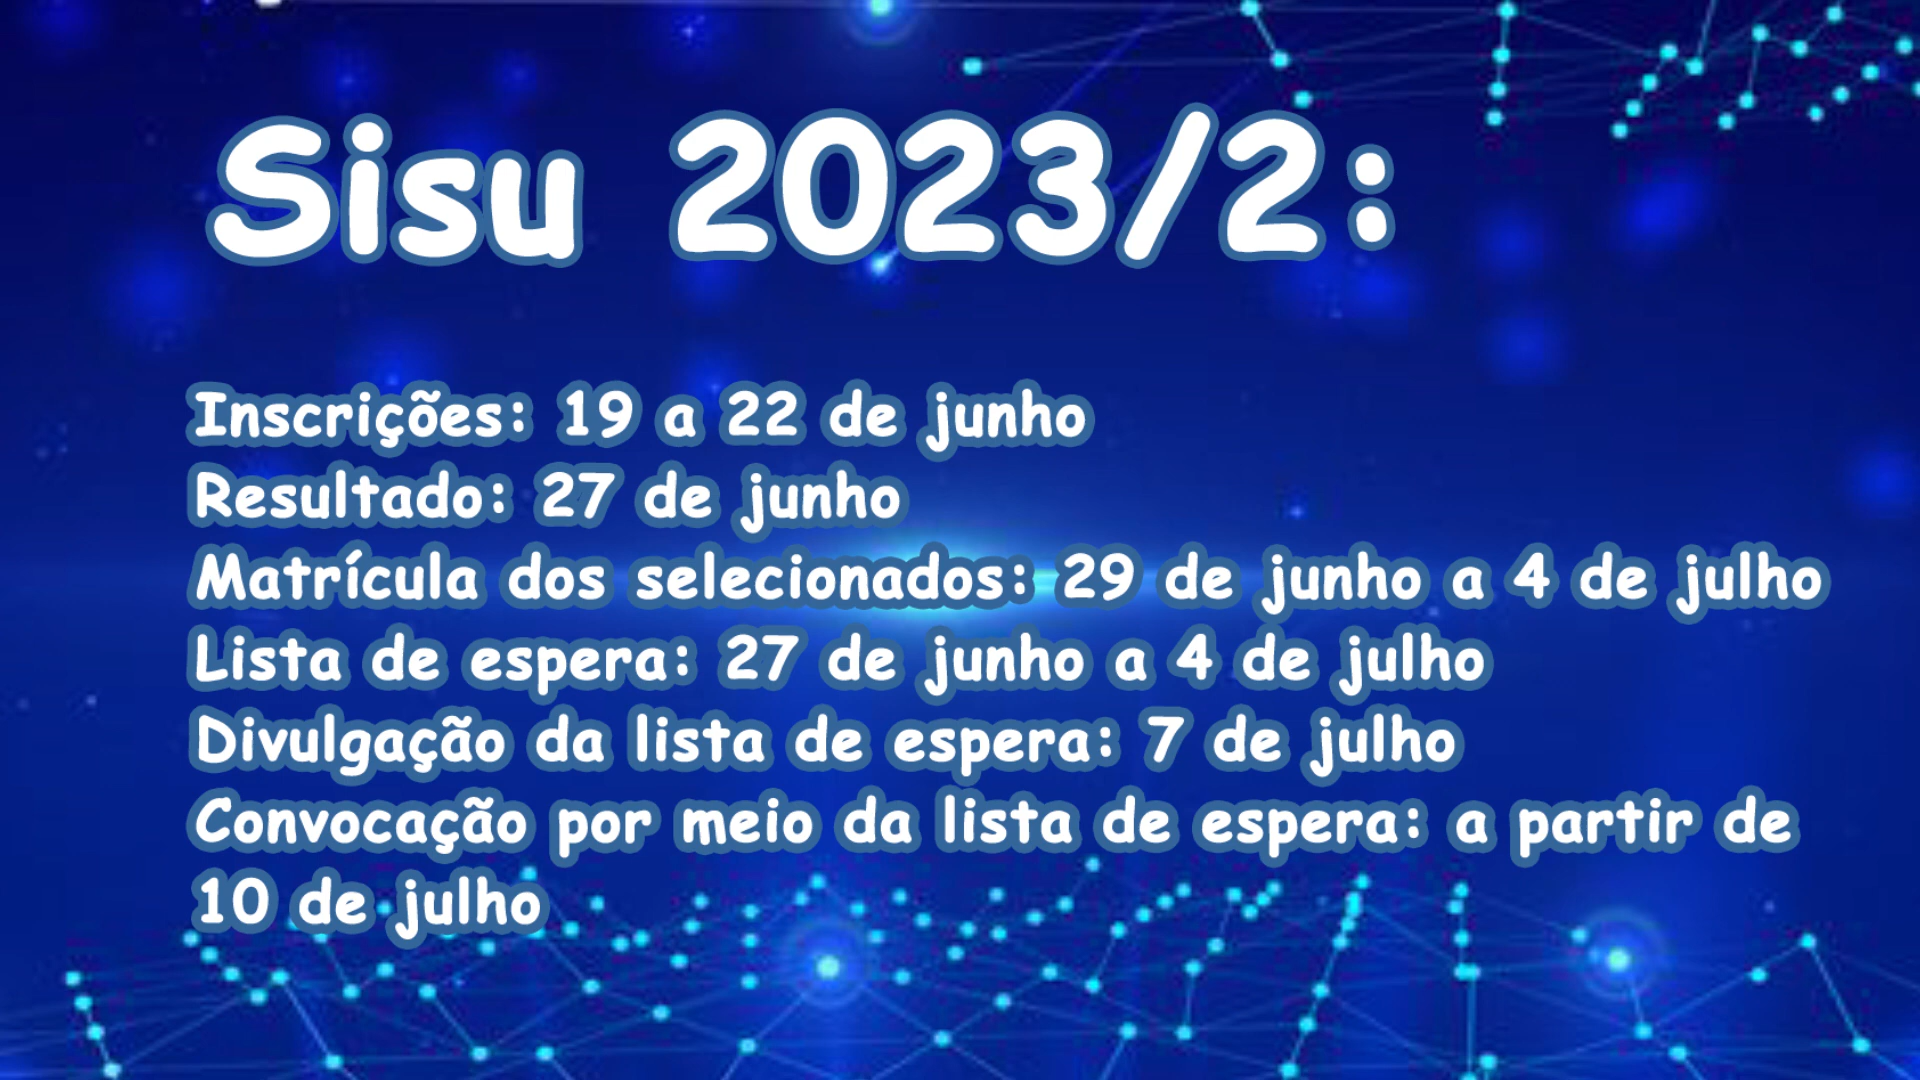 Sisu 2023/2:
Inscrições: 19 a 22 de junho
Resultado: 27 de junho
Matrícula dos selecionados: 29 de junho a 4 de julho
Lista de espera: 27 de junho a 4 de julho
Divulgação da lista de espera: 7 de julho
Convocação por meio da lista de espera: a partir de
10 de julho